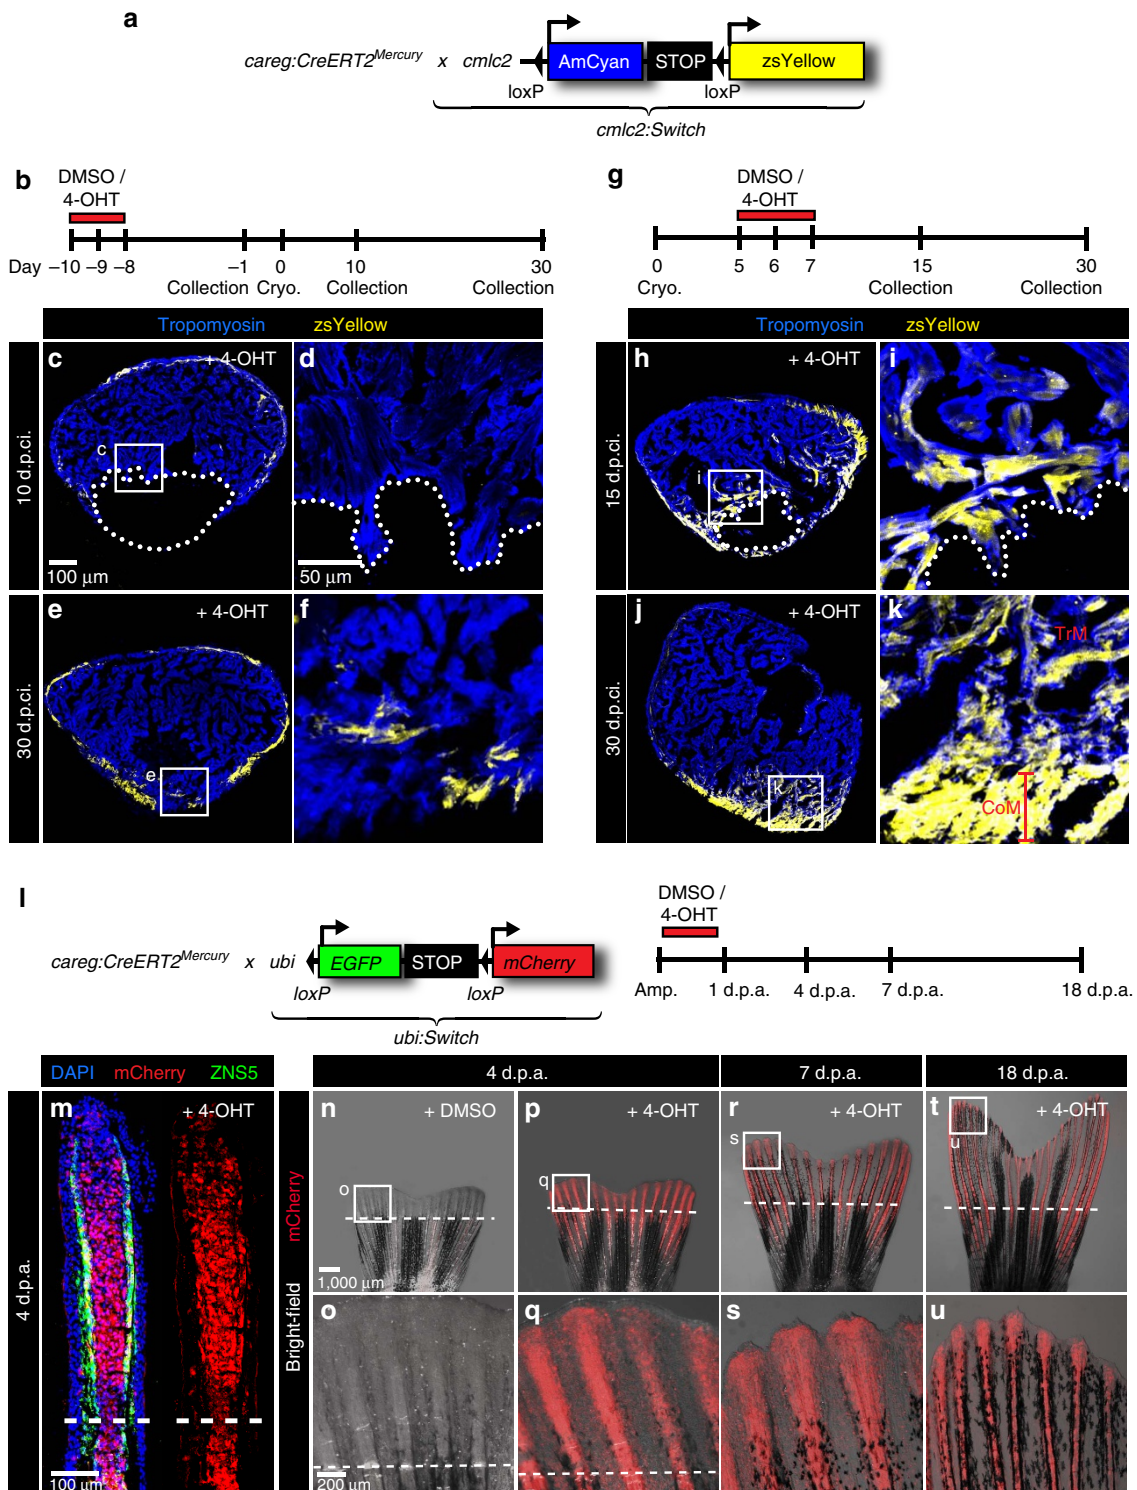 a
careg:CreERT2Mercury x cmlc2 AmCyan STOP zsYellow
loxP loxP
cmlc2:Switch
b
DMSO /
4-OHT
Day –10 –9 –8 –1 0 10 30
Collection Cryo. Collection Collection
g
DMSO /
4-OHT
0 5 6 7 15 30
Cryo. Collection Collection
Tropomyosin zsYellow
10 d.p.ci.
c + 4-OHT
c
100 µm
d
50 µm
30 d.p.ci.
e + 4-OHT
e
f
Tropomyosin zsYellow
15 d.p.ci.
h + 4-OHT
i
i
30 d.p.ci.
j + 4-OHT
k
k
TrM
CoM
l
careg:CreERT2Mercury x ubi EGFP STOP mCherry
loxP loxP
ubi:Switch
DMSO /
4-OHT
Amp. 1 d.p.a. 4 d.p.a. 7 d.p.a. 18 d.p.a.
DAPI mCherry ZNS5
4 d.p.a.
m + 4-OHT
100 µm
Bright-field mCherry
4 d.p.a. 7 d.p.a. 18 d.p.a.
n + DMSO
o
1,000 µm
p + 4-OHT
q
r + 4-OHT
s
t + 4-OHT
u
o
200 µm
q
s
u